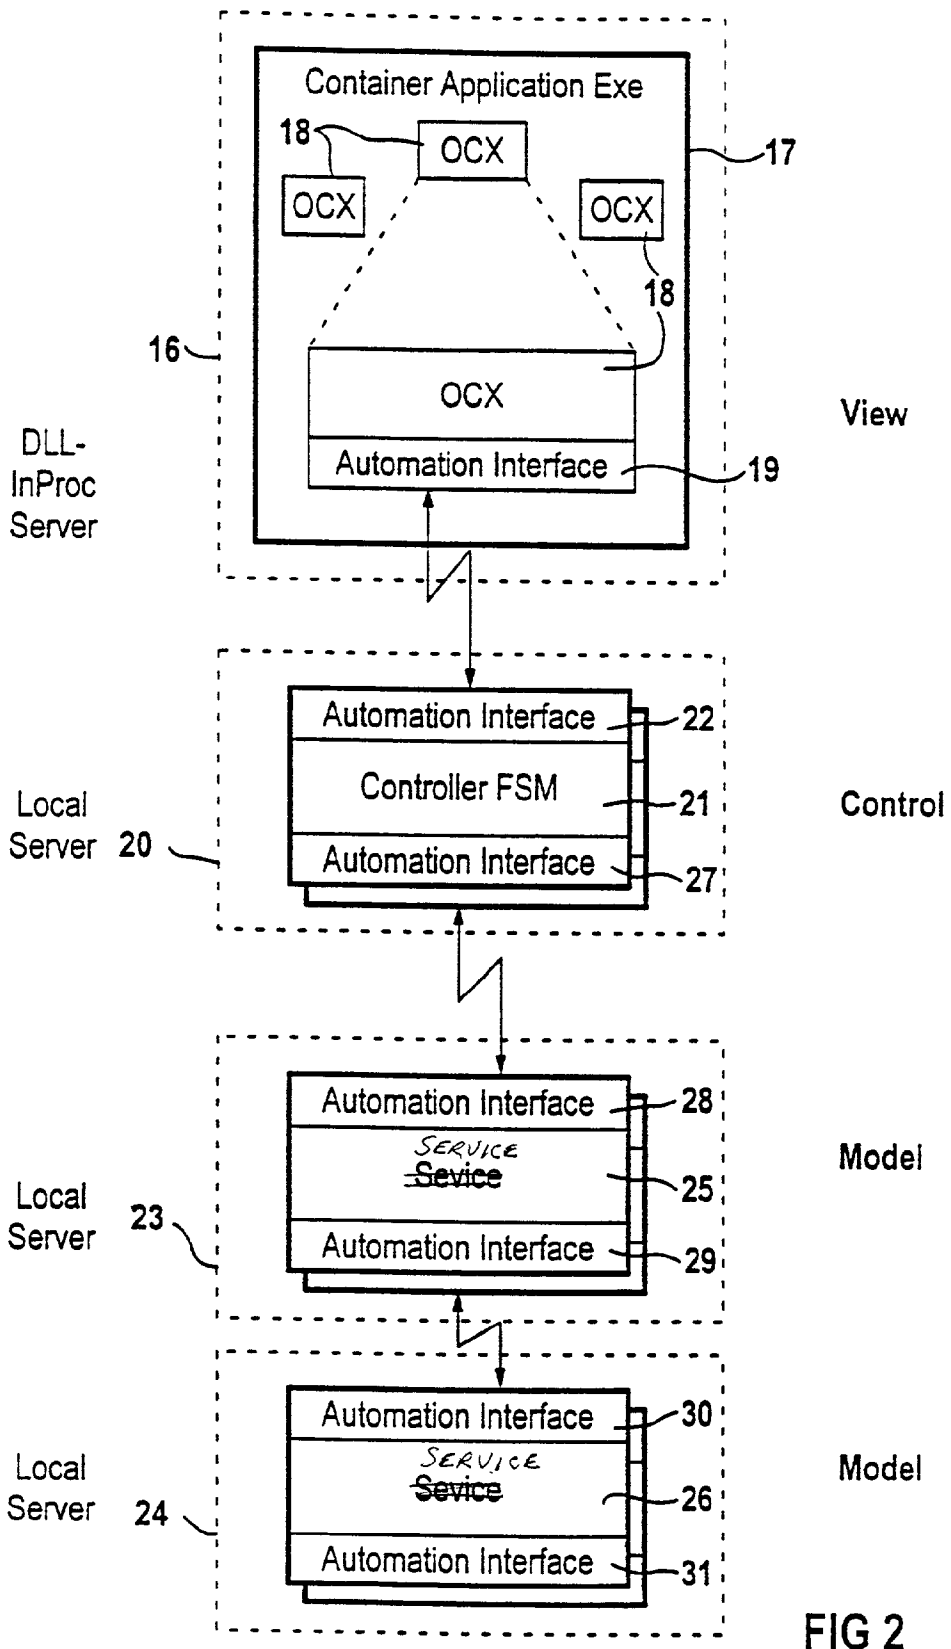 Container Application Exe
18
OCX
17
OCX
OCX
18
16
OCX
View
DLL-
InProc
Server
Automation Interface
19
Automation Interface
22
Local
Server
20
Controller FSM
21
Control
Automation Interface
27
Automation Interface
28
SERVICE
Sevice
25
Model
Local
Server
23
Automation Interface
29
Automation Interface
30
SERVICE
Sevice
26
Model
Local
Server
24
Automation Interface
31
FIG 2